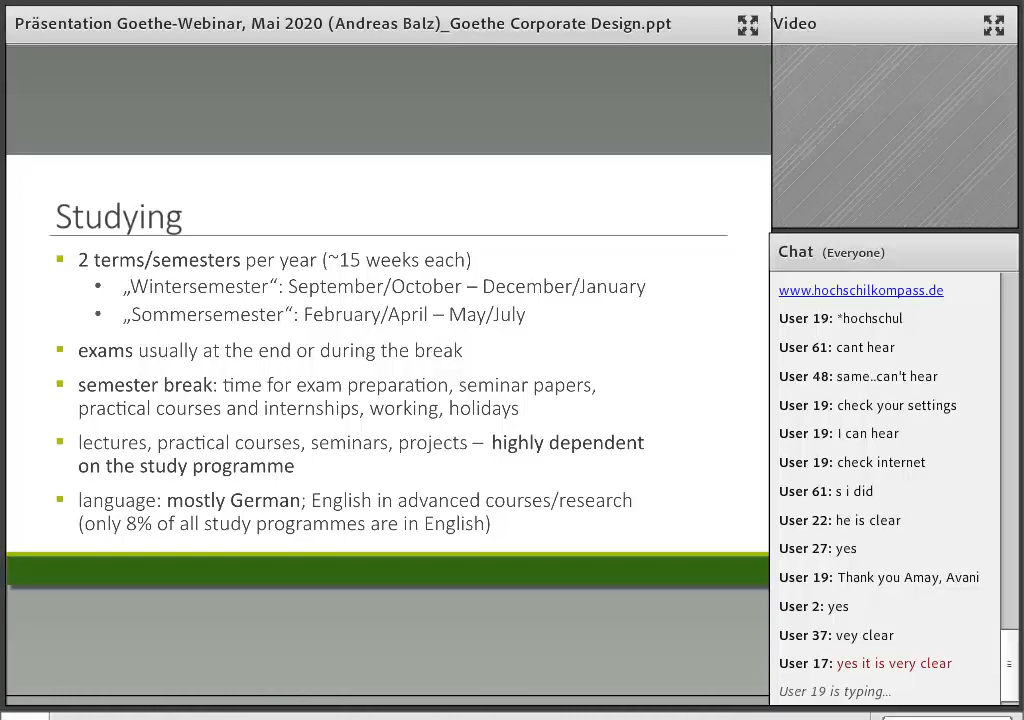 Präsentation Goethe-Webinar, Mai 2020 (Andreas Balz)_Goethe Corporate Design.ppt
Studying
2 terms/semesters per year (~15 weeks each)
„Wintersemester“: September/October – December/January
„Sommersemester“: February/April – May/July
exams usually at the end or during the break
semester break: time for exam preparation, seminar papers,
practical courses and internships, working, holidays
lectures, practical courses, seminars, projects – highly dependent
on the study programme
language: mostly German; English in advanced courses/research
(only 8% of all study programmes are in English)
Video
Chat (Everyone)
www.hochschilkompass.de
User 19: *hochschul
User 61: cant hear
User 48: same..can't hear
User 19: check your settings
User 19: I can hear
User 19: check internet
User 61: s i did
User 22: he is clear
User 27: yes
User 19: Thank you Amay, Avani
User 2: yes
User 37: vey clear
User 17: yes it is very clear
User 19 is typing...